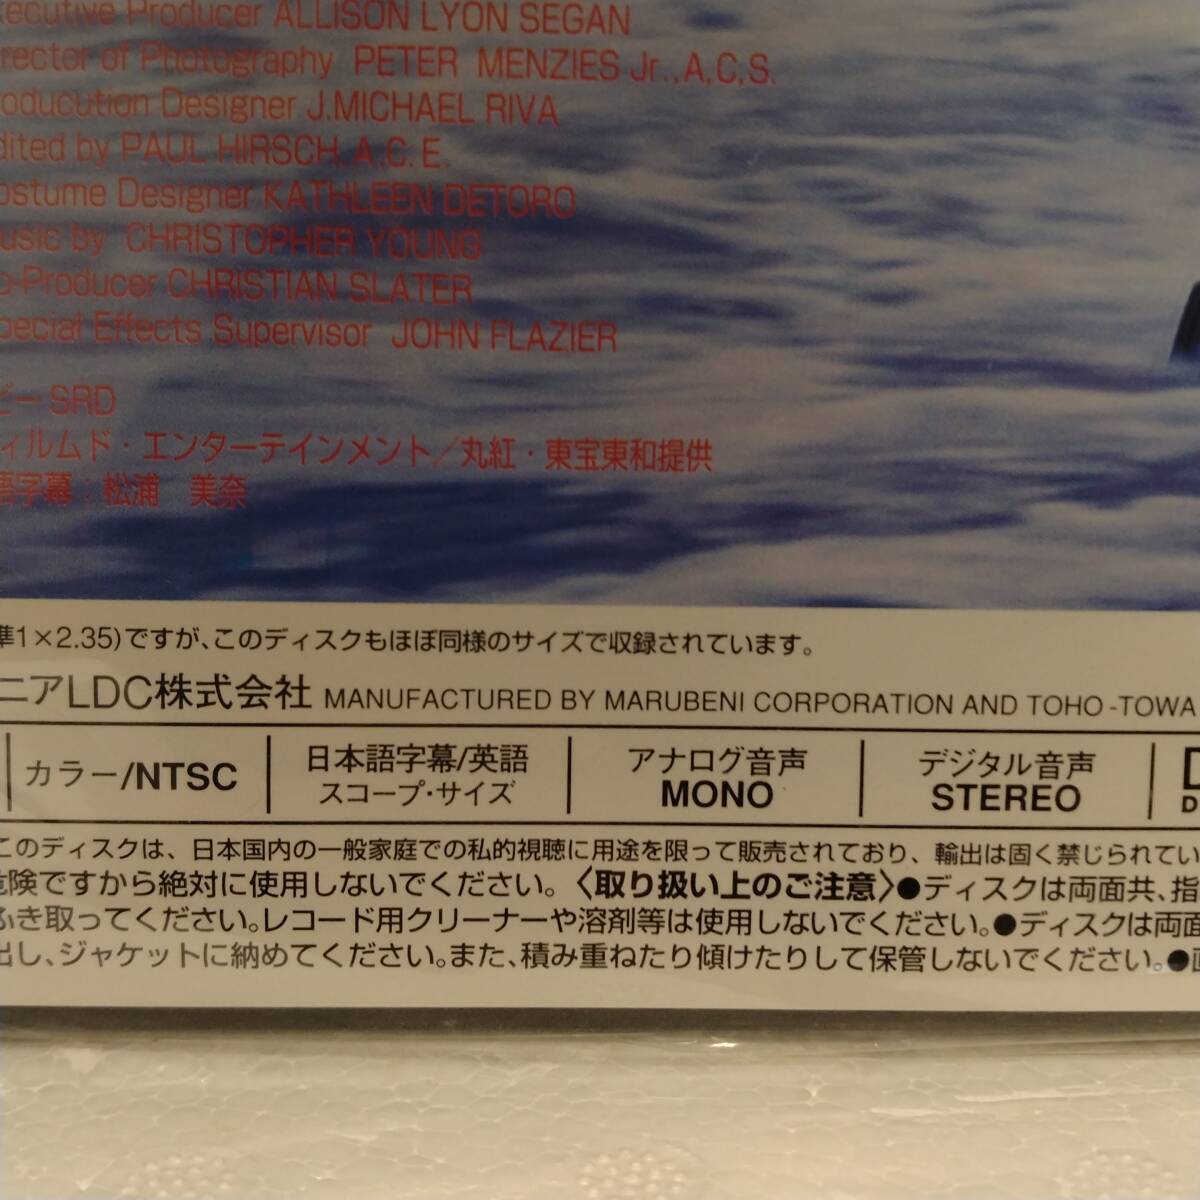 xecutive Producer ALLISON LYON SEGAN
irector of Photography PETER MENZIES Jr.,A,C,S.
roducution Designer J.MICHAEL RIVA
dited by PAUL HIRSCH,A.C.E.
ostume Designer KATHLEEN DETORO
usic by CHRISTOPHER YOUNG
o-Producer CHRISTIAN SLATER
pecial Effects Supervisor JOHN FLAZIER
ビーSRD
ィルムド・エンターテインメント/丸紅・東宝東和提供
語字幕：松浦 美奈
準1×2.35)ですが、このディスクもほぼ同様のサイズで収録されています。
ニアLDC株式会社 MANUFACTURED BY MARUBENI CORPORATION AND TOHO-TOWA
カラー/NTSC
日本語字幕/英語
スコープ・サイズ
アナログ音声
MONO
デジタル音声
STEREO
D
このディスクは、日本国内の一般家庭での私的視聴に用途を限って販売されており、輸出は固く禁じられてい
危険ですから絶対に使用しないでください。〈取り扱い上のご注意〉●ディスクは両面共、指
ふき取ってください。レコード用クリーナーや溶剤等は使用しないでください。●ディスクは両面
出し、ジャケットに納めてください。また、積み重ねたり傾けたりして保管しないでください。●